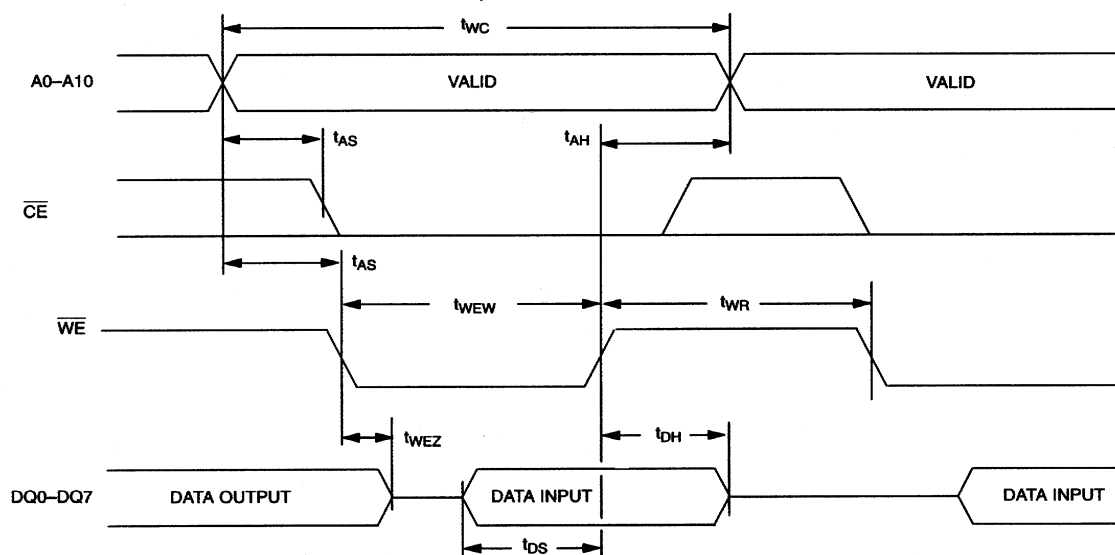 tWC
A0–A10
VALID
VALID
tAS
tAH
CE
tAS
tWEW
tWR
WE
tWEZ
tDH
DQ0–DQ7
DATA OUTPUT
DATA INPUT
DATA INPUT
tDS